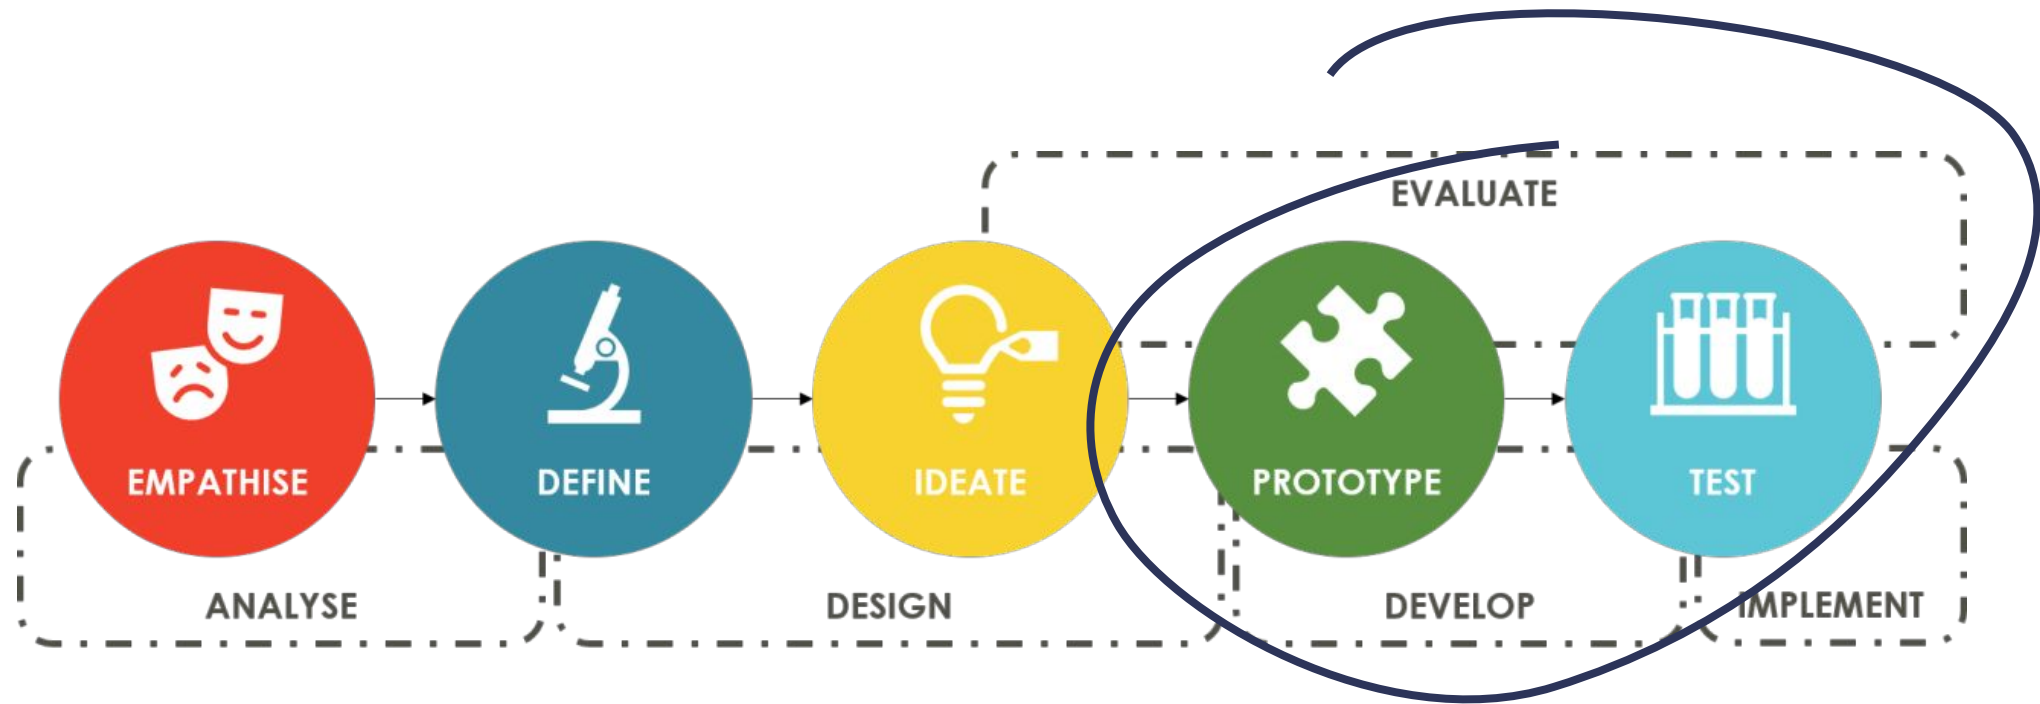 EVALUATE
EMPATHISE
DEFINE
IDEATE
PROTOTYPE
TEST
ANALYSE
DESIGN
DEVELOP
IMPLEMENT